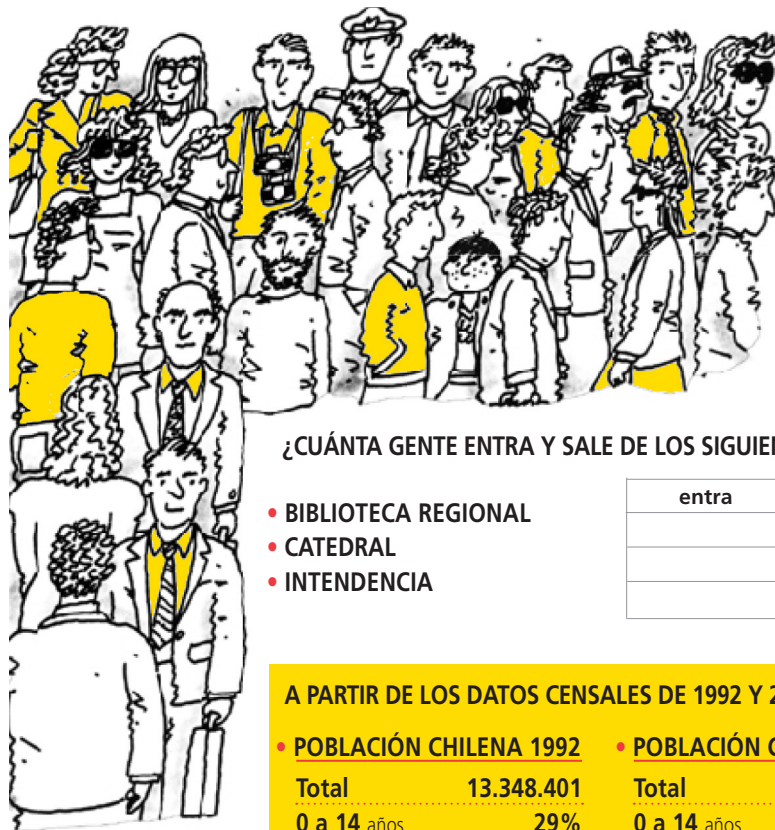 ¿CUÁNTA GENTE ENTRA Y SALE DE LOS
entra
• BIBLIOTECA REGIONAL
• CATEDRAL
• INTENDENCIA
A PARTIR DE LOS DATOS CENSALES DE 1992 Y
• POBLACIÓN CHILENA 1992 • POBLACIÓN
Total 13.348.401 Total
0 a 14 años 29% 0 a 14 años